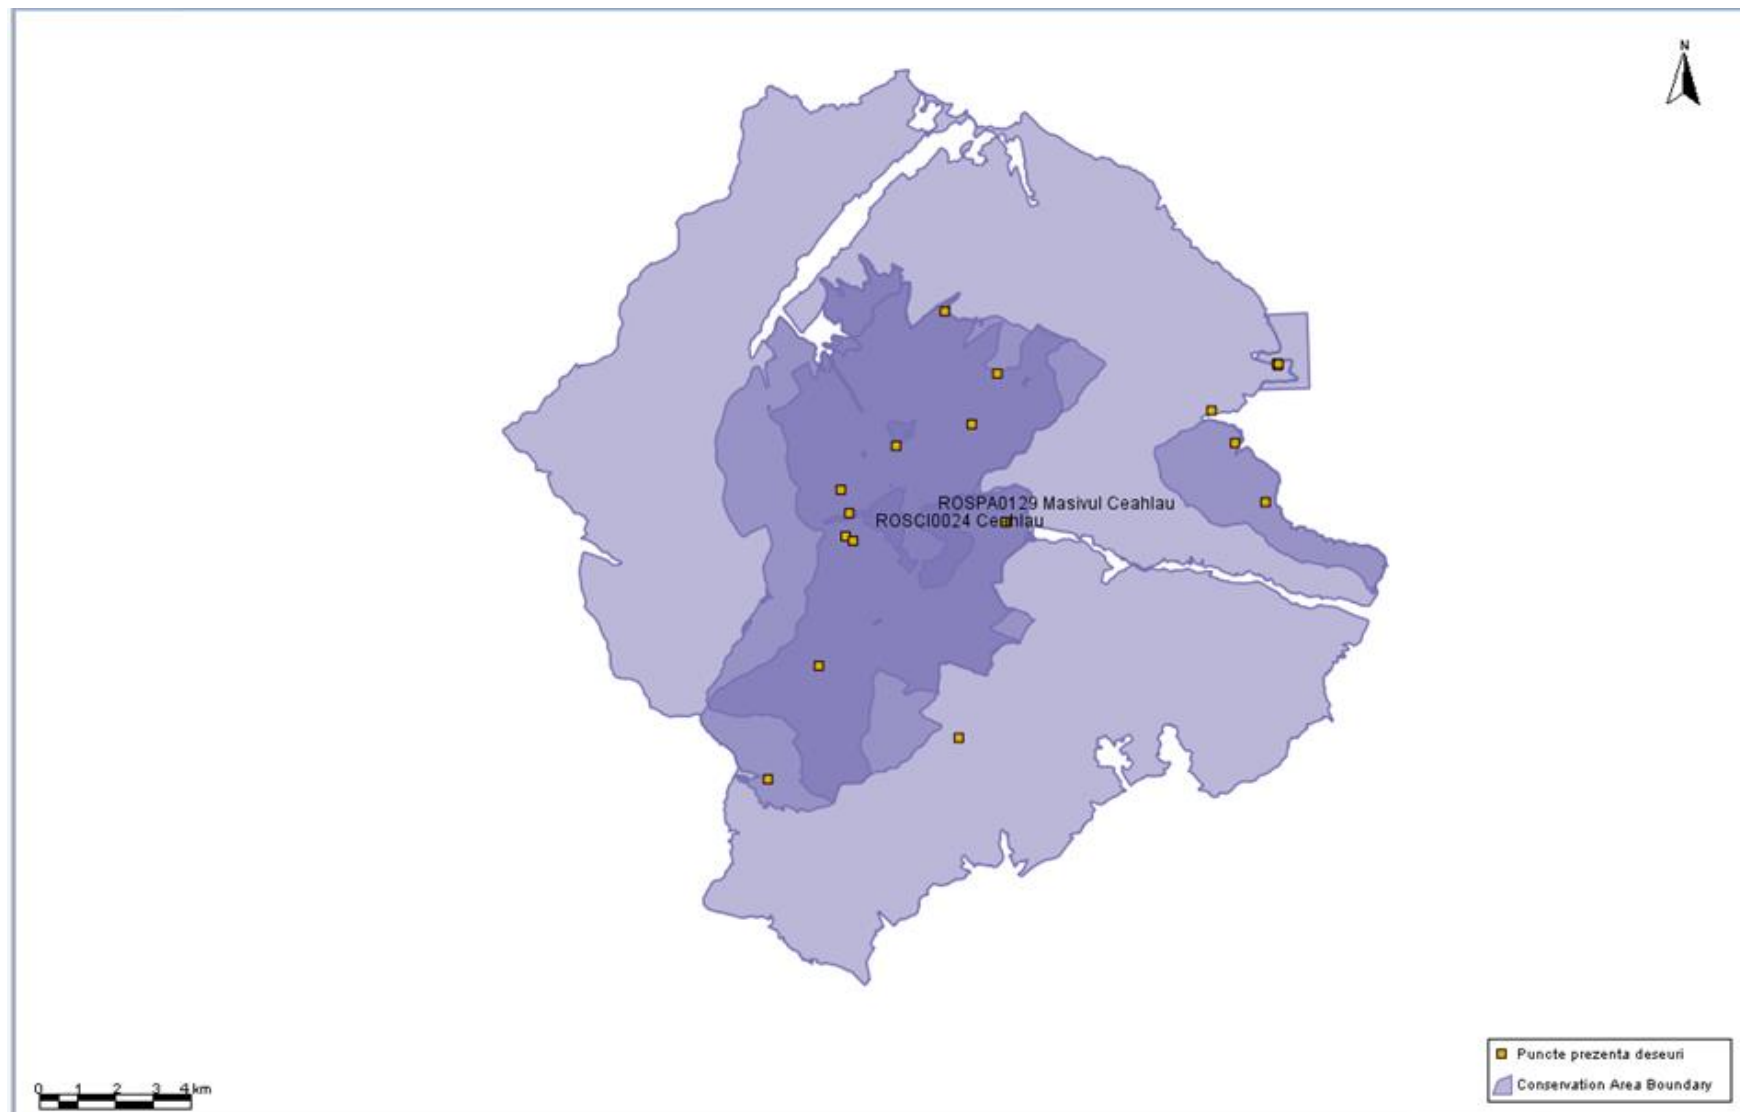 N
ROSPA0129 Masivul Ceahlau
ROSCI0024 Ceahlau
Puncte prezenta deseuri
Conservation Area Boundary
0 1 2 3 4 km